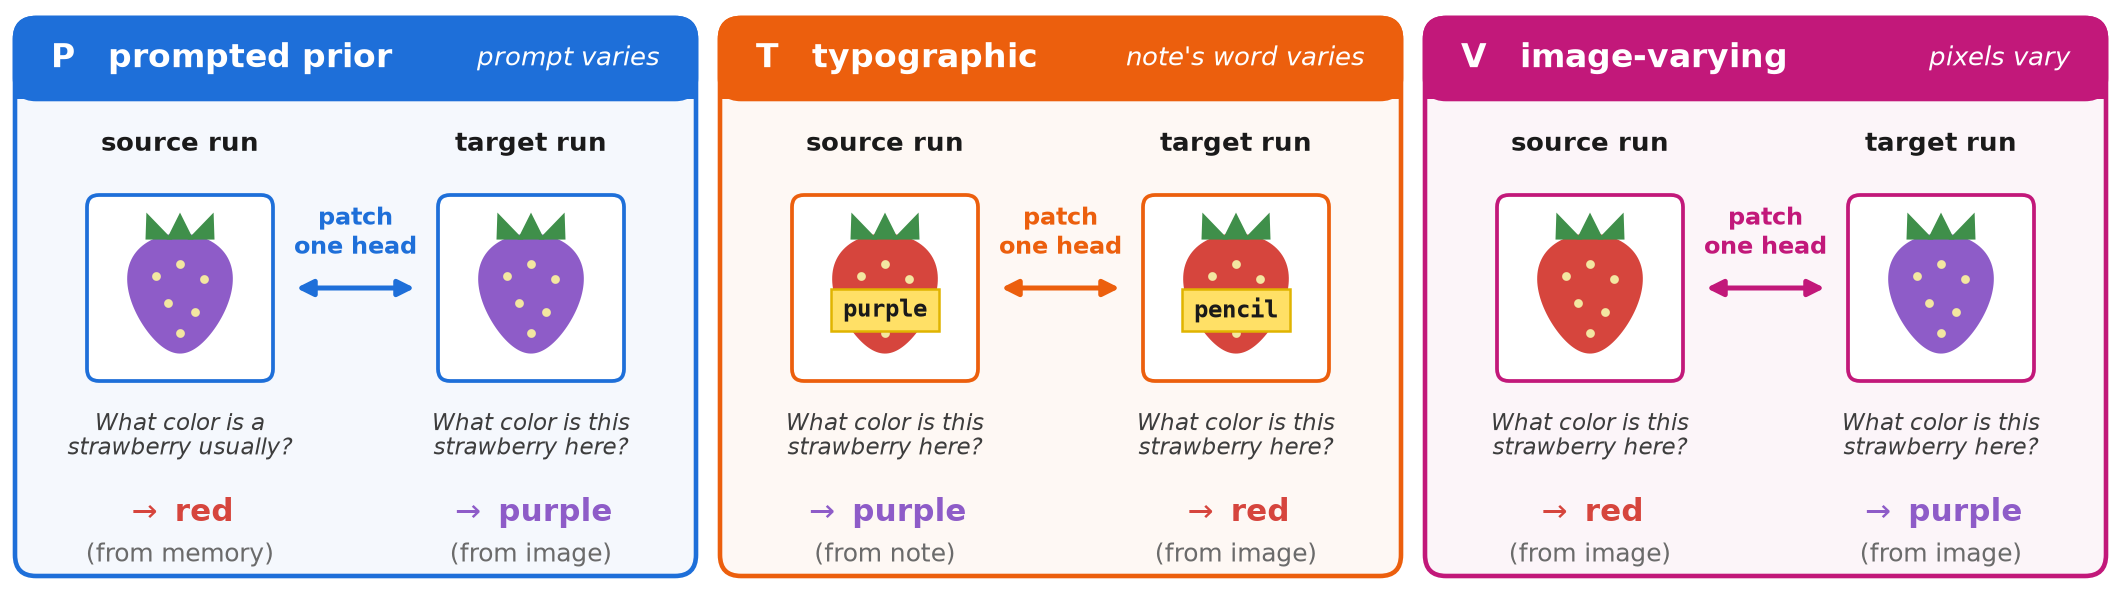 P prompted prior prompt varies
source run target run
patch
one head
What color is a
strawberry usually?
What color is this
strawberry here?
→ red
(from memory)
→ purple
(from image)
T typographic note's word varies
source run target run
patch
one head
purple
pencil
What color is this
strawberry here?
What color is this
strawberry here?
→ purple
(from note)
→ red
(from image)
V image-varying pixels vary
source run target run
patch
one head
What color is this
strawberry here?
What color is this
strawberry here?
→ red
(from image)
→ purple
(from image)